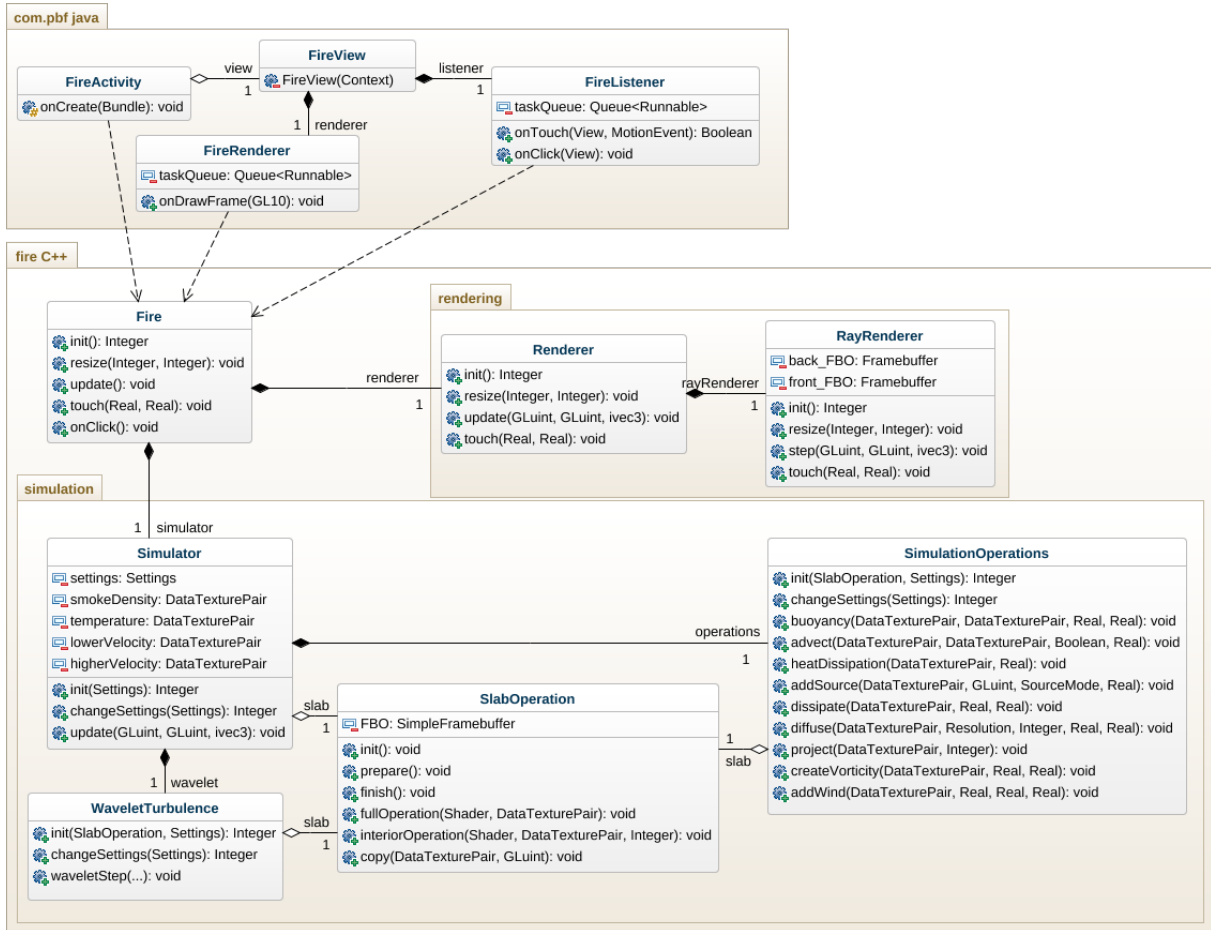 com.pbf java
FireActivity
onCreate(Bundle): void
view
1
FireView
FireView(Context)
listener
1
FireListener
taskQueue: Queue<Runnable>
onTouch(View, MotionEvent): Boolean
onClick(View): void
1 renderer
FireRenderer
taskQueue: Queue<Runnable>
onDrawFrame(GL10): void
fire C++
Fire
init(): Integer
resize(Integer, Integer): void
update(): void
touch(Real, Real): void
onClick(): void
renderer
1
rendering
Renderer
init(): Integer
resize(Integer, Integer): void
update(GLuint, GLuint, ivec3): void
touch(Real, Real): void
rayRenderer
1
RayRenderer
back_FBO: Framebuffer
front_FBO: Framebuffer
init(): Integer
resize(Integer, Integer): void
step(GLuint, GLuint, ivec3): void
touch(Real, Real): void
simulation
1 simulator
Simulator
settings: Settings
smokeDensity: DataTexturePair
temperature: DataTexturePair
lowerVelocity: DataTexturePair
higherVelocity: DataTexturePair
init(Settings): Integer
changeSettings(Settings): Integer
update(GLuint, GLuint, ivec3): void
operations
1
SimulationOperations
init(SlabOperation, Settings): Integer
changeSettings(Settings): Integer
buoyancy(DataTexturePair, DataTexturePair, Real, Real): void
advect(DataTexturePair, DataTexturePair, Boolean, Real): void
heatDissipation(DataTexturePair, Real): void
addSource(DataTexturePair, GLuint, SourceMode, Real): void
dissipate(DataTexturePair, Real, Real): void
diffuse(DataTexturePair, Resolution, Integer, Real, Real): void
project(DataTexturePair, Integer): void
createVorticity(DataTexturePair, Real, Real): void
addWind(DataTexturePair, Real, Real, Real): void
slab
1
SlabOperation
FBO: SimpleFramebuffer
init(): void
prepare(): void
finish(): void
fullOperation(Shader, DataTexturePair): void
interiorOperation(Shader, DataTexturePair, Integer): void
copy(DataTexturePair, GLuint): void
1
slab
1 wavelet
WaveletTurbulence
init(SlabOperation, Settings): Integer
changeSettings(Settings): Integer
waveletStep(...): void
slab
1